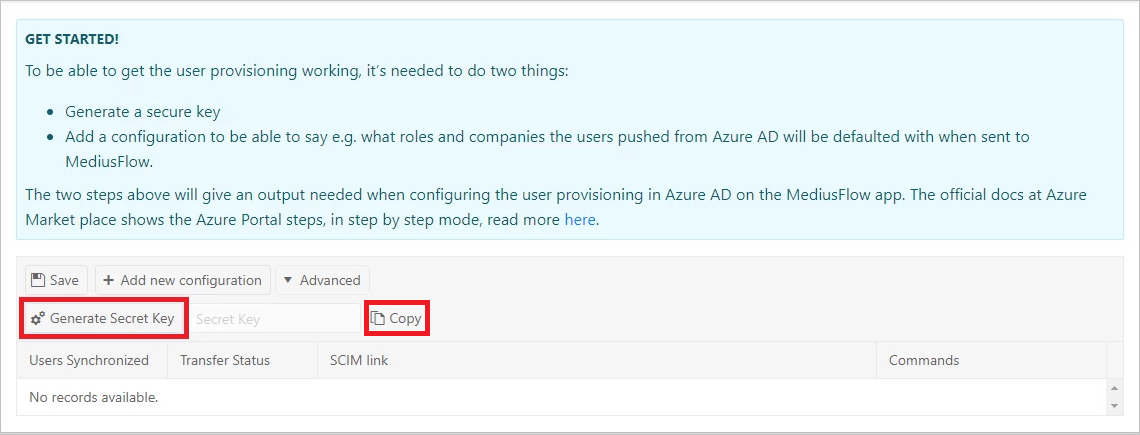 GET STARTED!
To be able to get the user provisioning working, it's needed to do two things:
Generate a secure key
Add a configuration to be able to say e.g. what roles and companies the users pushed from Azure AD will be defaulted with when sent to
MediusFlow.
The two steps above will give an output needed when configuring the user provisioning in Azure AD on the MediusFlow app. The official docs at Azure
Market place shows the Azure Portal steps, in step by step mode, read more here.
Save + Add new configuration Advanced
Generate Secret Key Secret Key Copy
Users Synchronized Transfer Status SCIM link Commands
No records available.